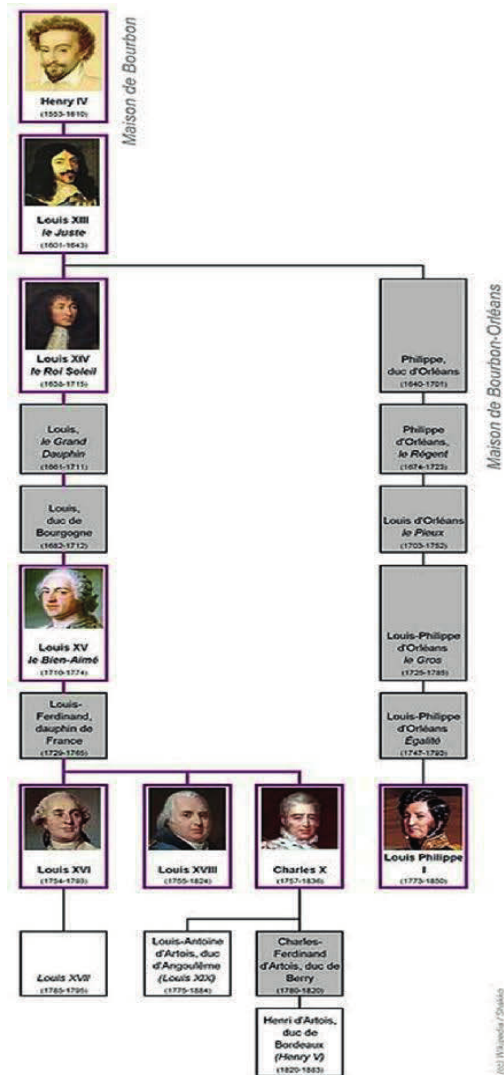 Maison de Bourbon
Henry IV
(1553-1610)
Louis XIII
le Juste
(1601-1643)
Louis XIV
le Roi Soleil
(1638-1715)
Philippe,
duc d'Orléans
(1640-1701)
Maison de Bourbon-Orléans
Louis,
le Grand
Dauphin
(1661-1711)
Philippe
d'Orléans,
le Régent
(1674-1723)
Louis,
duc de
Bourgogne
(1682-1712)
Louis d'Orléans
le Pieux
(1703-1752)
Louis XV
le Bien-Aimé
(1710-1774)
Louis-Philippe
d'Orléans
le Gros
(1725-1785)
Louis-
Ferdinand,
dauphin de
France
(1729-1765)
Louis-Philippe
d'Orléans
Égalité
(1747-1793)
Louis XVI
(1754-1793)
Louis XVIII
(1755-1824)
Charles X
(1757-1836)
Louis Philippe
I
(1773-1850)
Louis XVII
(1785-1795)
Louis-Antoine
d'Artois, duc
d'Angoulême
(Louis XIX)
Charles-
Ferdinand
d'Artois, duc de
Berry
(1780-1820)
Henri d'Artois,
duc de
Bordeaux
(Henry V)
(1820-1883)
Wikipedia / Shakko